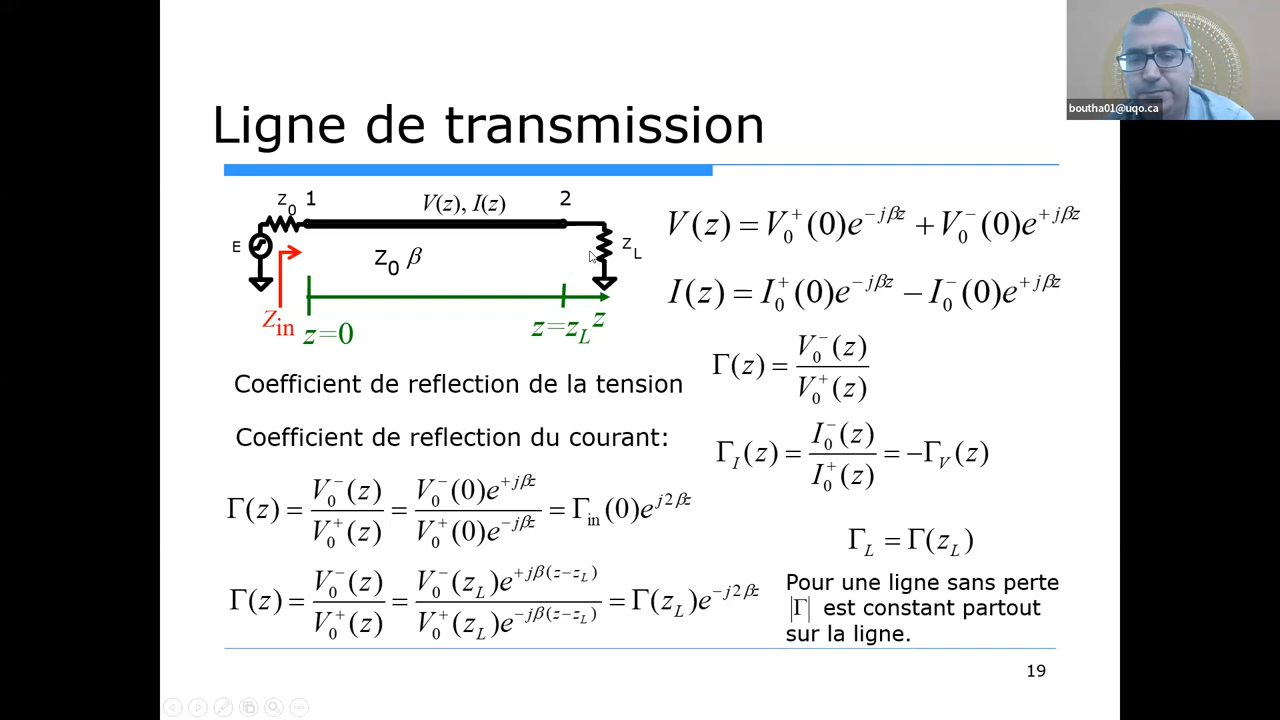 boutha01@uqo.ca
Ligne de transmission
Z0 1 V(z), I(z) 2
E Z0 β ZL
Zin z=0 z=zL z
V(z) = V0+(0)e^−jβz + V0−(0)e^+jβz
I(z) = I0+(0)e^−jβz − I0−(0)e^+jβz
Γ(z) = V0−(z) / V0+(z)
Coefficient de reflection de la tension
Coefficient de reflection du courant:
ΓI(z) = I0−(z) / I0+(z) = −ΓV(z)
Γ(z) = V0−(z) / V0+(z) = V0−(0)e^+jβz / V0+(0)e^−jβz = Γin(0)e^j2βz
ΓL = Γ(zL)
Γ(z) = V0−(z) / V0+(z) = V0−(zL)e^+jβ(z−zL) / V0+(zL)e^−jβ(z−zL) = Γ(zL)e^−j2βz
Pour une ligne sans perte
|Γ| est constant partout
sur la ligne.
19